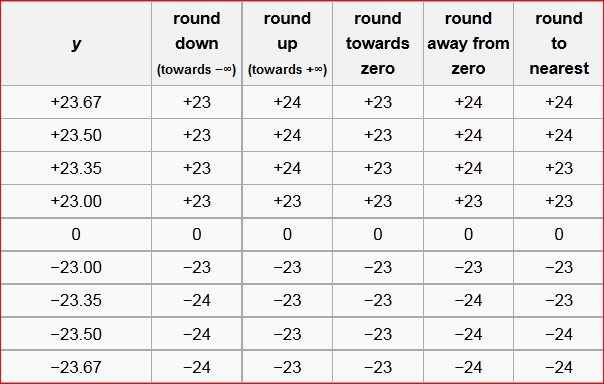 y round down (towards −∞) round up (towards +∞) round towards zero round away from zero round to nearest
+23.67 +23 +24 +23 +24 +24
+23.50 +23 +24 +23 +24 +24
+23.35 +23 +24 +23 +24 +23
+23.00 +23 +23 +23 +23 +23
0 0 0 0 0 0
−23.00 −23 −23 −23 −23 −23
−23.35 −24 −23 −23 −24 −23
−23.50 −24 −23 −23 −24 −24
−23.67 −24 −23 −23 −24 −24